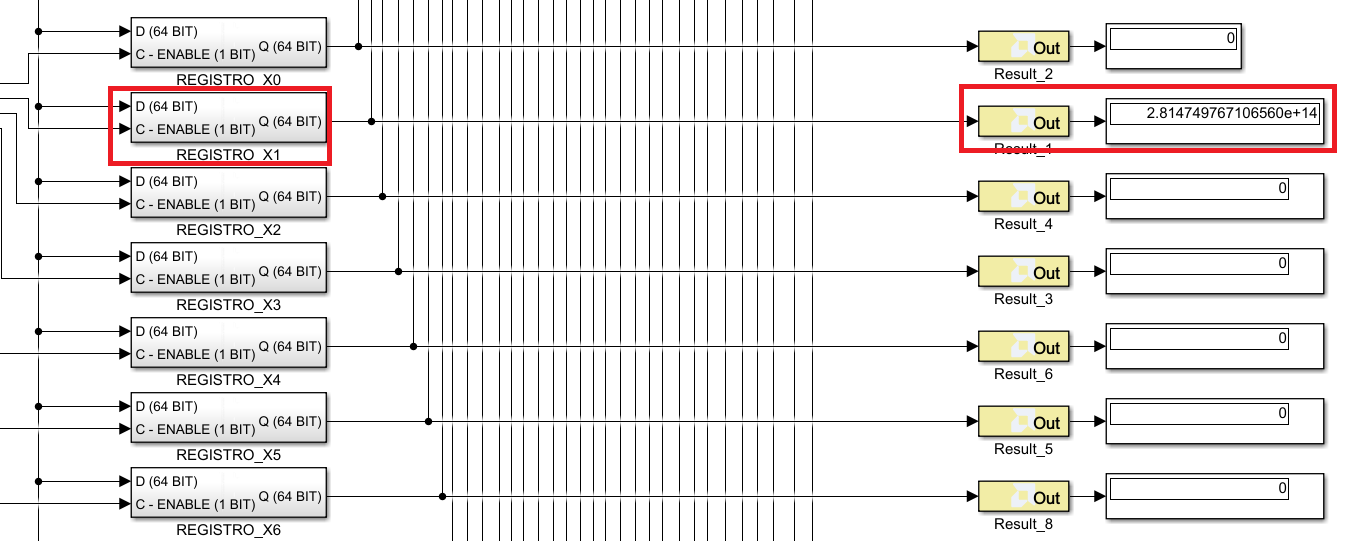 D (64 BIT)
C - ENABLE (1 BIT)
Q (64 BIT)
REGISTRO_X0
Out
Result_2
0
D (64 BIT)
C - ENABLE (1 BIT)
Q (64 BIT)
REGISTRO_X1
Out
Result_1
2.814749767106560e+14
D (64 BIT)
C - ENABLE (1 BIT)
Q (64 BIT)
REGISTRO_X2
Out
Result_4
0
D (64 BIT)
C - ENABLE (1 BIT)
Q (64 BIT)
REGISTRO_X3
Out
Result_3
0
D (64 BIT)
C - ENABLE (1 BIT)
Q (64 BIT)
REGISTRO_X4
Out
Result_6
0
D (64 BIT)
C - ENABLE (1 BIT)
Q (64 BIT)
REGISTRO_X5
Out
Result_5
0
D (64 BIT)
C - ENABLE (1 BIT)
Q (64 BIT)
REGISTRO_X6
Out
Result_8
0